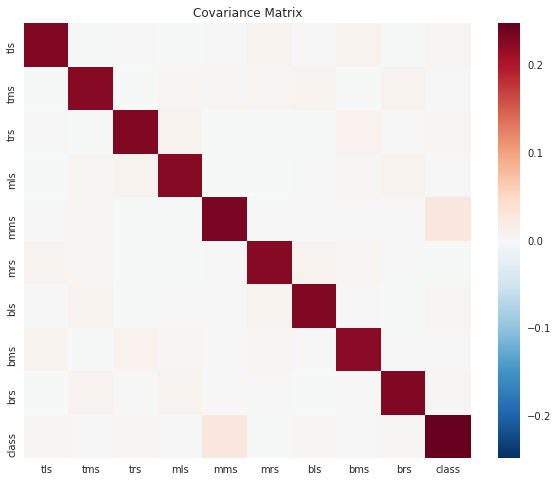 Covariance Matrix
tls
tms
trs
mls
mms
mrs
bls
bms
brs
class
tls tms trs mls mms mrs bls bms brs class
0.2
0.1
0.0
−0.1
−0.2